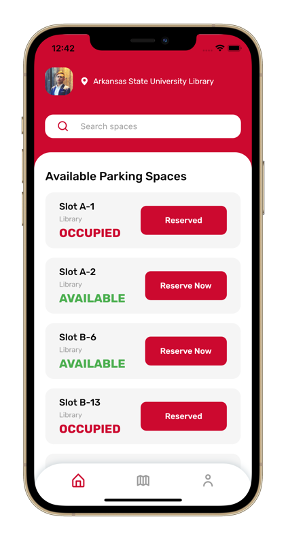 12:42
Arkansas State University Library
Search spaces
Available Parking Spaces
Slot A-1
Library
OCCUPIED
Reserved
Slot A-2
Library
AVAILABLE
Reserve Now
Slot B-6
Library
AVAILABLE
Reserve Now
Slot B-13
Library
OCCUPIED
Reserved